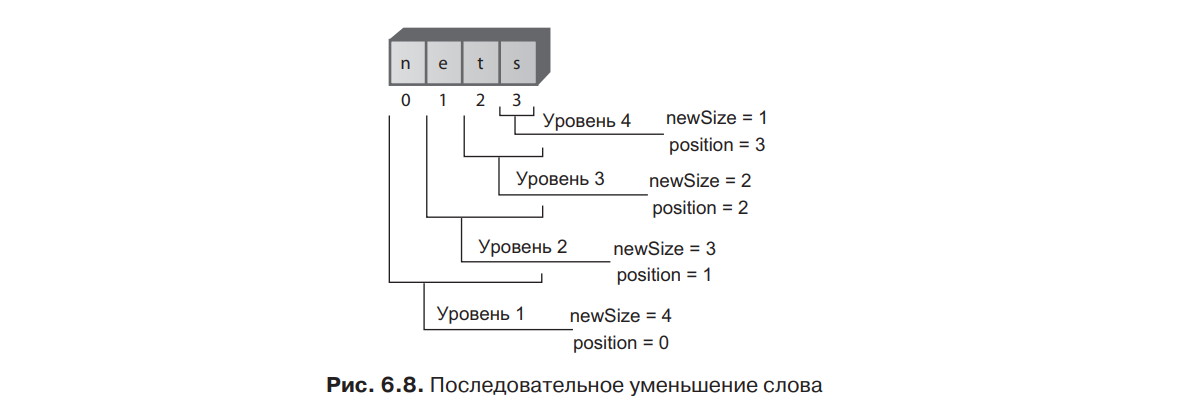 n e t s
0 1 2 3
Уровень 4 newSize = 1
position = 3
Уровень 3 newSize = 2
position = 2
Уровень 2 newSize = 3
position = 1
Уровень 1 newSize = 4
position = 0
Рис. 6.8. Последовательное уменьшение слова